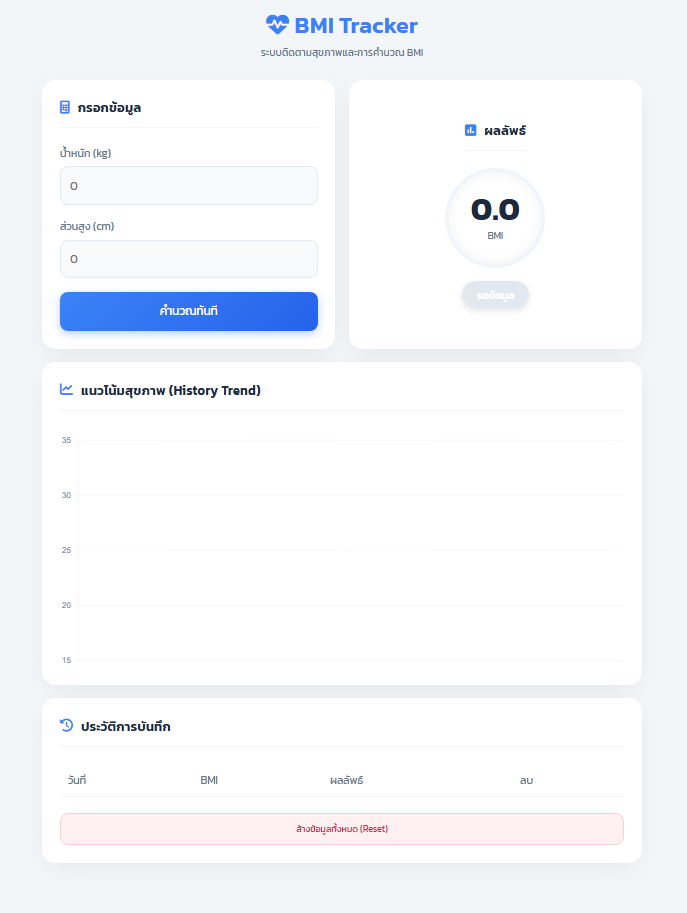 BMI Tracker
ระบบติดตามสุขภาพและการคำนวณ BMI
กรอกข้อมูล
น้ำหนัก (kg)
0
ส่วนสูง (cm)
0
คำนวณทันที
ผลลัพธ์
0.0
BMI
รอข้อมูล
แนวโน้มสุขภาพ (History Trend)
35
30
25
20
15
ประวัติการบันทึก
วันที่ BMI ผลลัพธ์ ลบ
ล้างข้อมูลทั้งหมด (Reset)